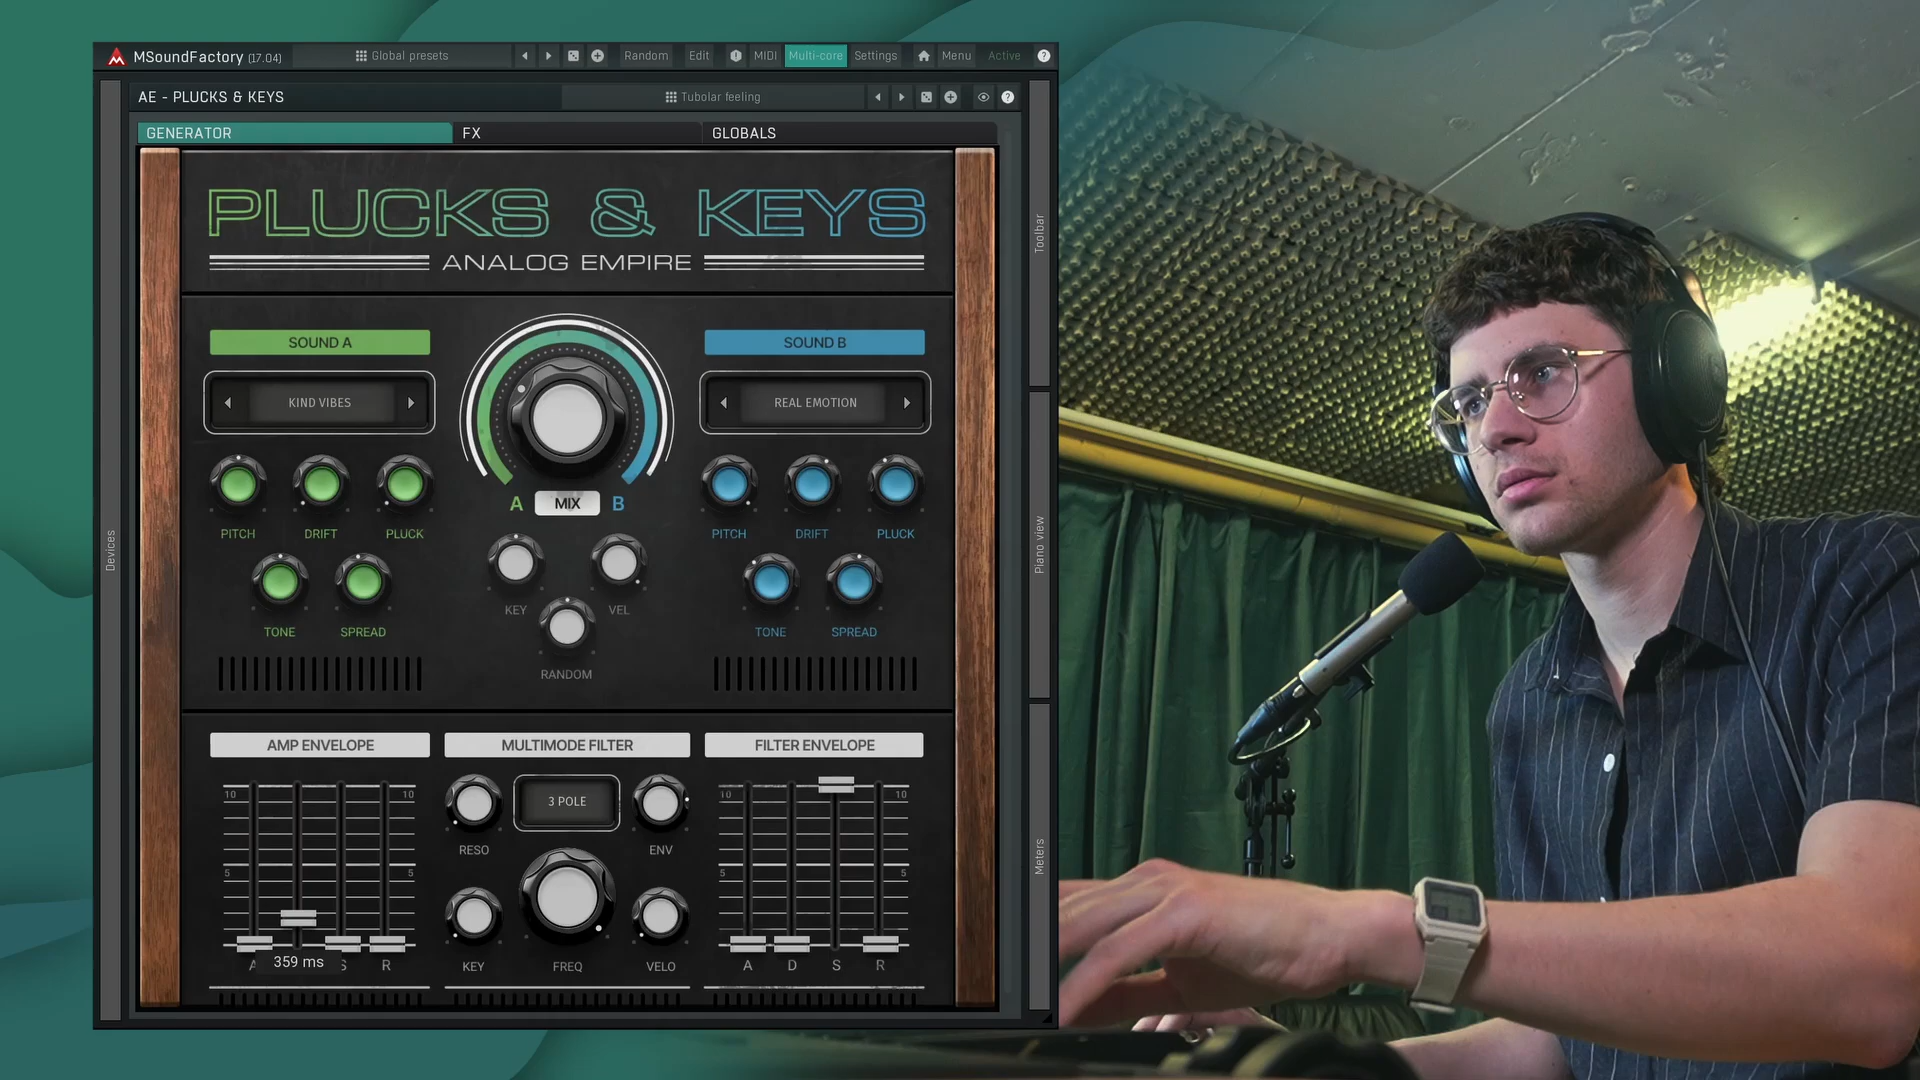 MSoundFactory (17.04) Global presets Random Edit MIDI Multi-core Settings Menu Active ?
AE - PLUCKS & KEYS Tubolar feeling ?
GENERATOR FX GLOBALS
PLUCKS & KEYS
ANALOG EMPIRE
SOUND A SOUND B
KIND VIBES REAL EMOTION
A MIX B
PITCH DRIFT PLUCK PITCH DRIFT PLUCK
KEY VEL
TONE SPREAD TONE SPREAD
RANDOM
AMP ENVELOPE MULTIMODE FILTER FILTER ENVELOPE
10 10 3 POLE 10 10
RESO ENV
5 5 5 5
A 359 ms S R KEY FREQ VELO A D S R
Devices
Toolbar
Piano view
Meters